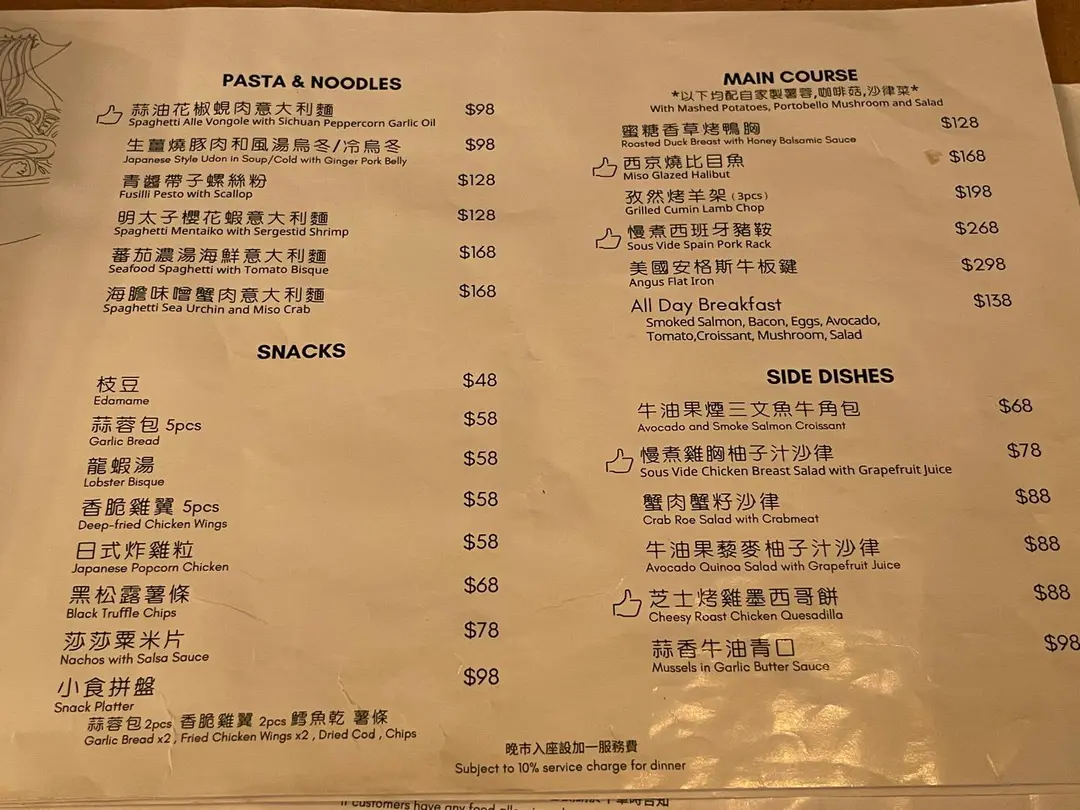 PASTA & NOODLES
蒜油花椒蜆肉意大利麵 $98
Spaghetti Alle Vongole with Sichuan Peppercorn Garlic Oil
生薑燒豚肉和風湯烏冬/冷烏冬 $98
Japanese Style Udon in Soup/Cold with Ginger Pork Belly
青醬帶子螺絲粉 $128
Fusilli Pesto with Scallop
明太子櫻花蝦意大利麵 $128
Spaghetti Mentaiko with Sergestid Shrimp
蕃茄濃湯海鮮意大利麵 $168
Seafood Spaghetti with Tomato Bisque
海膽味噌蟹肉意大利麵 $168
Spaghetti Sea Urchin and Miso Crab
SNACKS
枝豆 $48
Edamame
蒜蓉包 5pcs $58
Garlic Bread
龍蝦湯 $58
Lobster Bisque
香脆雞翼 5pcs $58
Deep-fried Chicken Wings
日式炸雞粒 $58
Japanese Popcorn Chicken
黑松露薯條 $68
Black Truffle Chips
莎莎粟米片 $78
Nachos with Salsa Sauce
小食拼盤 $98
Snack Platter
蒜蓉包2pcs 香脆雞翼 2pcs 鱈魚乾 薯條
Garlic Bread x2 , Fried Chicken Wings x2 , Dried Cod , Chips
MAIN COURSE
*以下均配自家製薯蓉,咖啡菇,沙律菜*
With Mashed Potatoes, Portobello Mushroom and Salad
蜜糖香草烤鴨胸 $128
Roasted Duck Breast with Honey Balsamic Sauce
西京燒比目魚 $168
Miso Glazed Halibut
孜然烤羊架 (3pcs) $198
Grilled Cumin Lamb Chop
慢煮西班牙豬鞍 $268
Sous Vide Spain Pork Rack
美國安格斯牛板鍵 $298
Angus Flat Iron
All Day Breakfast $138
Smoked Salmon, Bacon, Eggs, Avocado,
Tomato,Croissant, Mushroom, Salad
SIDE DISHES
牛油果煙三文魚牛角包 $68
Avocado and Smoke Salmon Croissant
慢煮雞胸柚子汁沙律 $78
Sous Vide Chicken Breast Salad with Grapefruit Juice
蟹肉蟹籽沙律 $88
Crab Roe Salad with Crabmeat
牛油果藜麥柚子汁沙律 $88
Avocado Quinoa Salad with Grapefruit Juice
芝士烤雞墨西哥餅 $88
Cheesy Roast Chicken Quesadilla
蒜香牛油青口 $98
Mussels in Garlic Butter Sauce
晚市入座設加一服務費
Subject to 10% service charge for dinner
If customers have any food